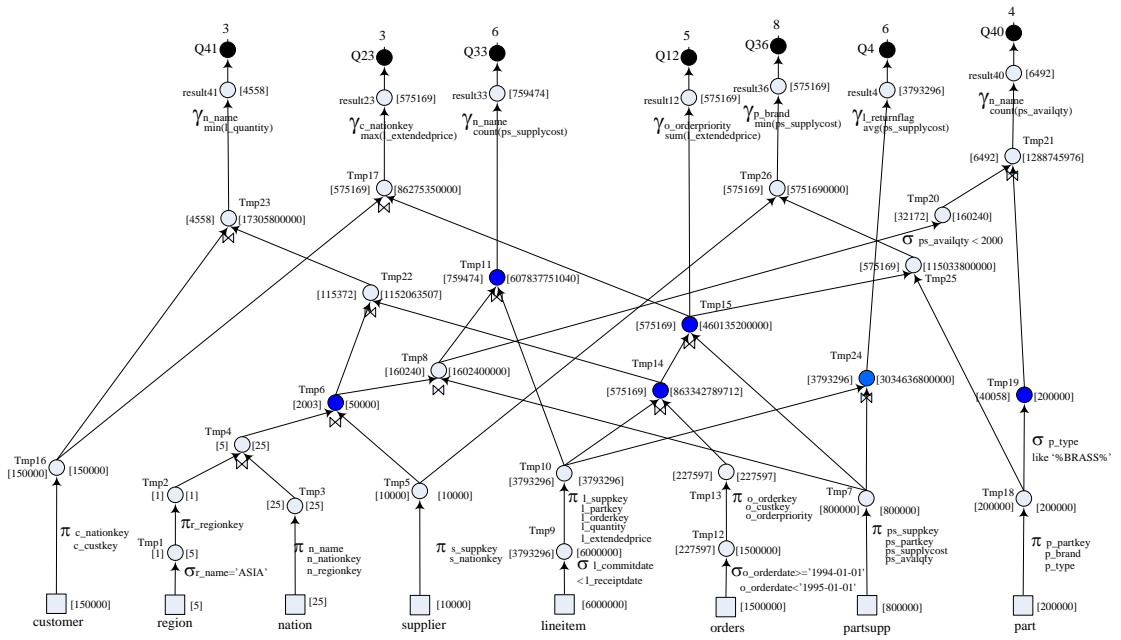 3
3
6
5
8
6
4
Q41
Q23
Q33
Q12
Q36
Q4
Q40
result41 [4558]
result23 [575169]
result33 [759474]
result12 [575169]
result36 [575169]
result4 [3793296]
result40 [6492]
γ n_name
min(l_quantity)
γ c_nationkey
max(l_extendedprice)
γ n_name
count(ps_supplycost)
γ o_orderpriority
sum(l_extendedprice)
γ p_brand
min(ps_supplycost)
γ l_returnflag
avg(ps_supplycost)
γ n_name
count(ps_availqty)
Tmp21
[6492] [1288745976]
Tmp17
[575169] [86275350000]
Tmp26
[575169] [5751690000]
Tmp20
[32172] [160240]
Tmp23
[4558] [17305800000]
σ ps_availqty < 2000
Tmp22
[115372] [1152063507]
Tmp11
[759474] [607837751040]
[575169] [115033800000]
Tmp25
Tmp15
[575169] [460135200000]
Tmp8
[160240] [1602400000]
Tmp14
[575169] [863342789712]
Tmp24
[3793296] [3034636800000]
Tmp6
[2003] [50000]
Tmp19
[40058] [200000]
Tmp4
[5] [25]
σ p_type
like ‘%BRASS%’
Tmp16
[150000] [150000]
Tmp2
[1] [1]
Tmp3
[25] [25]
Tmp5
[10000] [10000]
Tmp10
[3793296] [3793296]
[227597] [227597]
Tmp13
Tmp7
[800000] [800000]
Tmp18
[200000] [200000]
π c_nationkey
c_custkey
π r_regionkey
π n_name
n_nationkey
n_regionkey
π s_suppkey
s_nationkey
π l_suppkey
l_partkey
l_orderkey
l_quantity
l_extendedprice
π o_orderkey
o_custkey
o_orderpriority
π ps_suppkey
ps_partkey
ps_supplycost
ps_avalqty
π p_partkey
p_brand
p_type
Tmp1
[1] [5]
Tmp9
[3793296] [6000000]
Tmp12
[227597] [1500000]
σ r_name=’ASIA’
σ l_commitdate
< l_receiptdate
σ o_orderdate>=’1994-01-01’
o_orderdate<’1995-01-01’
[150000]
[5]
[25]
[10000]
[6000000]
[1500000]
[800000]
[200000]
customer
region
nation
supplier
lineitem
orders
partsupp
part